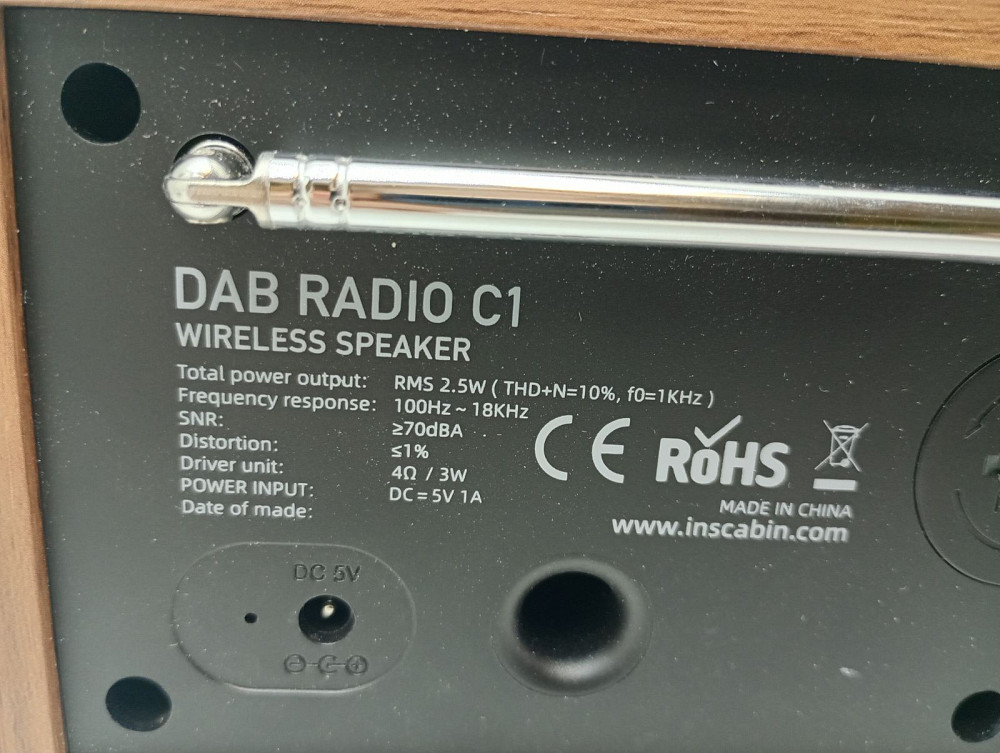 DAB RADIO C1
WIRELESS SPEAKER
Total power output: RMS 2.5W ( THD+N=10%, f0=1KHz )
Frequency response: 100Hz ~ 18KHz
SNR: ≥70dBA
Distortion: ≤1%
Driver unit: 4Ω / 3W
POWER INPUT: DC = 5V 1A
Date of made:
CE RoHS
MADE IN CHINA
www.inscabin.com
DC 5V